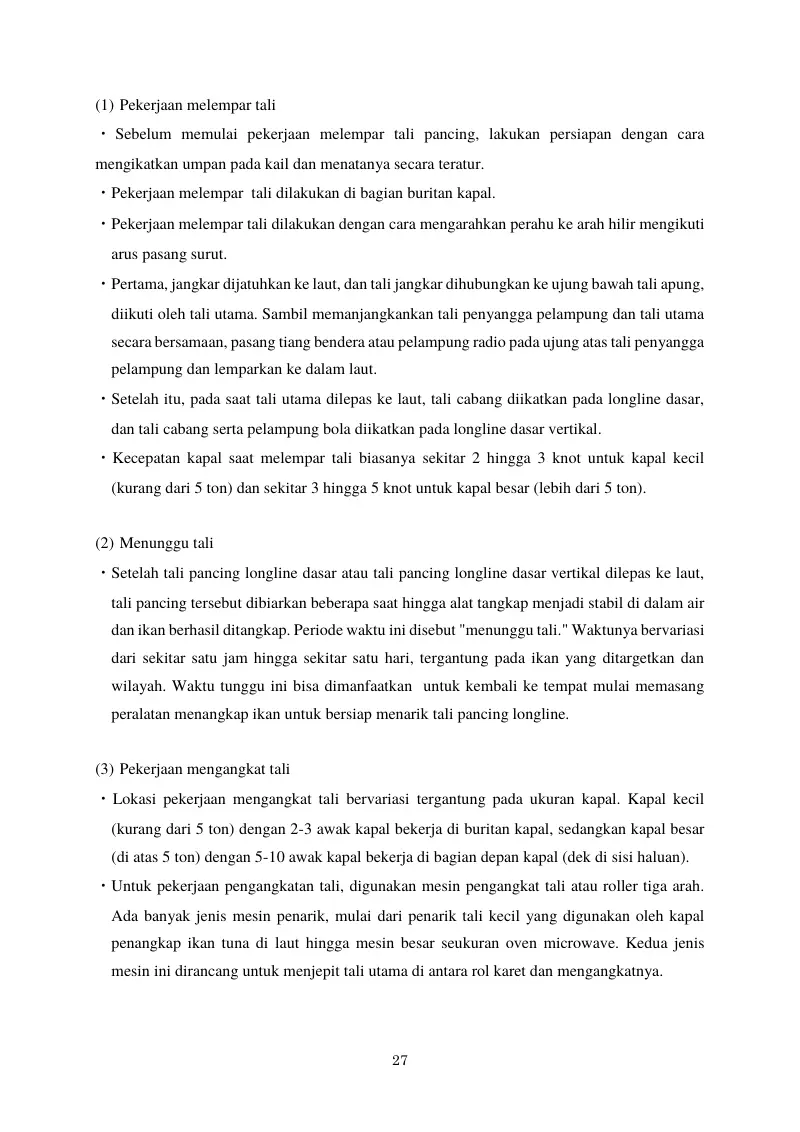 (1) Pekerjaan melempar tali
・Sebelum memulai pekerjaan melempar tali pancing, lakukan persiapan dengan cara
mengikatkan umpan pada kail dan menatanya secara teratur.
・Pekerjaan melempar tali dilakukan di bagian buritan kapal.
・Pekerjaan melempar tali dilakukan dengan cara mengarahkan perahu ke arah hilir mengikuti
arus pasang surut.
・Pertama, jangkar dijatuhkan ke laut, dan tali jangkar dihubungkan ke ujung bawah tali apung,
diikuti oleh tali utama. Sambil memanjangkankan tali penyangga pelampung dan tali utama
secara bersamaan, pasang tiang bendera atau pelampung radio pada ujung atas tali penyangga
pelampung dan lemparkan ke dalam laut.
・Setelah itu, pada saat tali utama dilepas ke laut, tali cabang diikatkan pada longline dasar,
dan tali cabang serta pelampung bola diikatkan pada longline dasar vertikal.
・Kecepatan kapal saat melempar tali biasanya sekitar 2 hingga 3 knot untuk kapal kecil
(kurang dari 5 ton) dan sekitar 3 hingga 5 knot untuk kapal besar (lebih dari 5 ton).
(2) Menunggu tali
・Setelah tali pancing longline dasar atau tali pancing longline dasar vertikal dilepas ke laut,
tali pancing tersebut dibiarkan beberapa saat hingga alat tangkap menjadi stabil di dalam air
dan ikan berhasil ditangkap. Periode waktu ini disebut "menunggu tali." Waktunya bervariasi
dari sekitar satu jam hingga sekitar satu hari, tergantung pada ikan yang ditargetkan dan
wilayah. Waktu tunggu ini bisa dimanfaatkan untuk kembali ke tempat mulai memasang
peralatan menangkap ikan untuk bersiap menarik tali pancing longline.
(3) Pekerjaan mengangkat tali
・Lokasi pekerjaan mengangkat tali bervariasi tergantung pada ukuran kapal. Kapal kecil
(kurang dari 5 ton) dengan 2-3 awak kapal bekerja di buritan kapal, sedangkan kapal besar
(di atas 5 ton) dengan 5-10 awak kapal bekerja di bagian depan kapal (dek di sisi haluan).
・Untuk pekerjaan pengangkatan tali, digunakan mesin pengangkat tali atau roller tiga arah.
Ada banyak jenis mesin penarik, mulai dari penarik tali kecil yang digunakan oleh kapal
penangkap ikan tuna di laut hingga mesin besar seukuran oven microwave. Kedua jenis
mesin ini dirancang untuk menjepit tali utama di antara rol karet dan mengangkatnya.
27